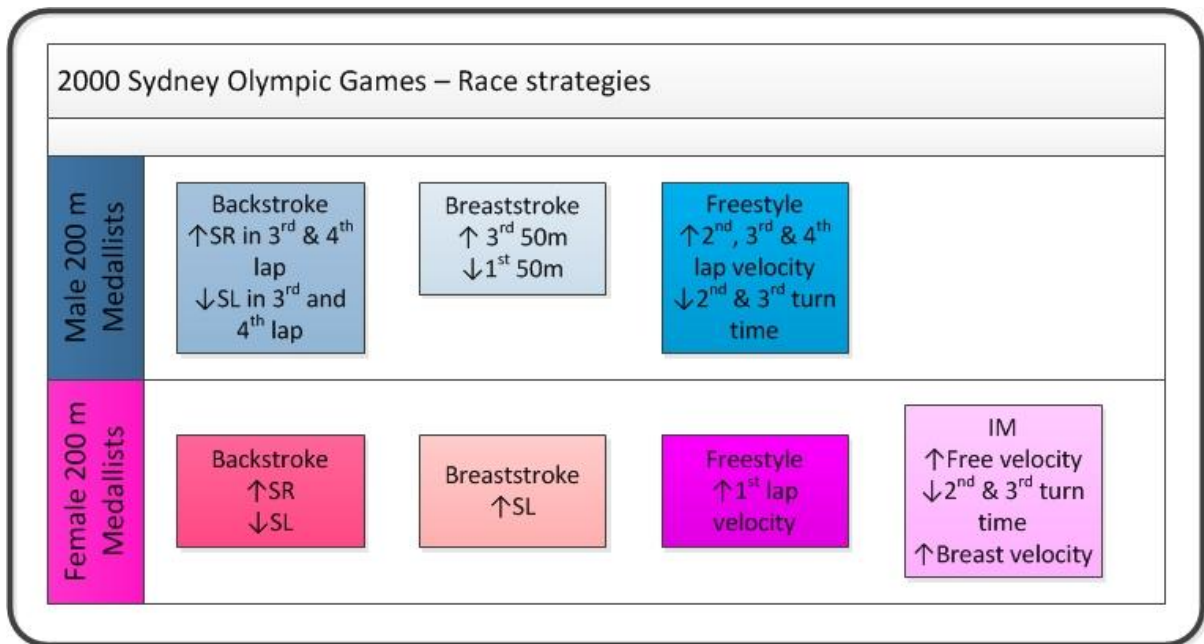 2000 Sydney Olympic Games – Race strategies
Male 200 m
Medallists
Backstroke
↑SR in 3rd & 4th
lap
↓SL in 3rd and
4th lap
Breaststroke
↑ 3rd 50m
↓1st 50m
Freestyle
↑2nd, 3rd & 4th
lap velocity
↓2nd & 3rd turn
time
Female 200 m
Medallists
Backstroke
↑SR
↓SL
Breaststroke
↑SL
Freestyle
↑1st lap
velocity
IM
↑Free velocity
↓2nd & 3rd turn
time
↑Breast velocity